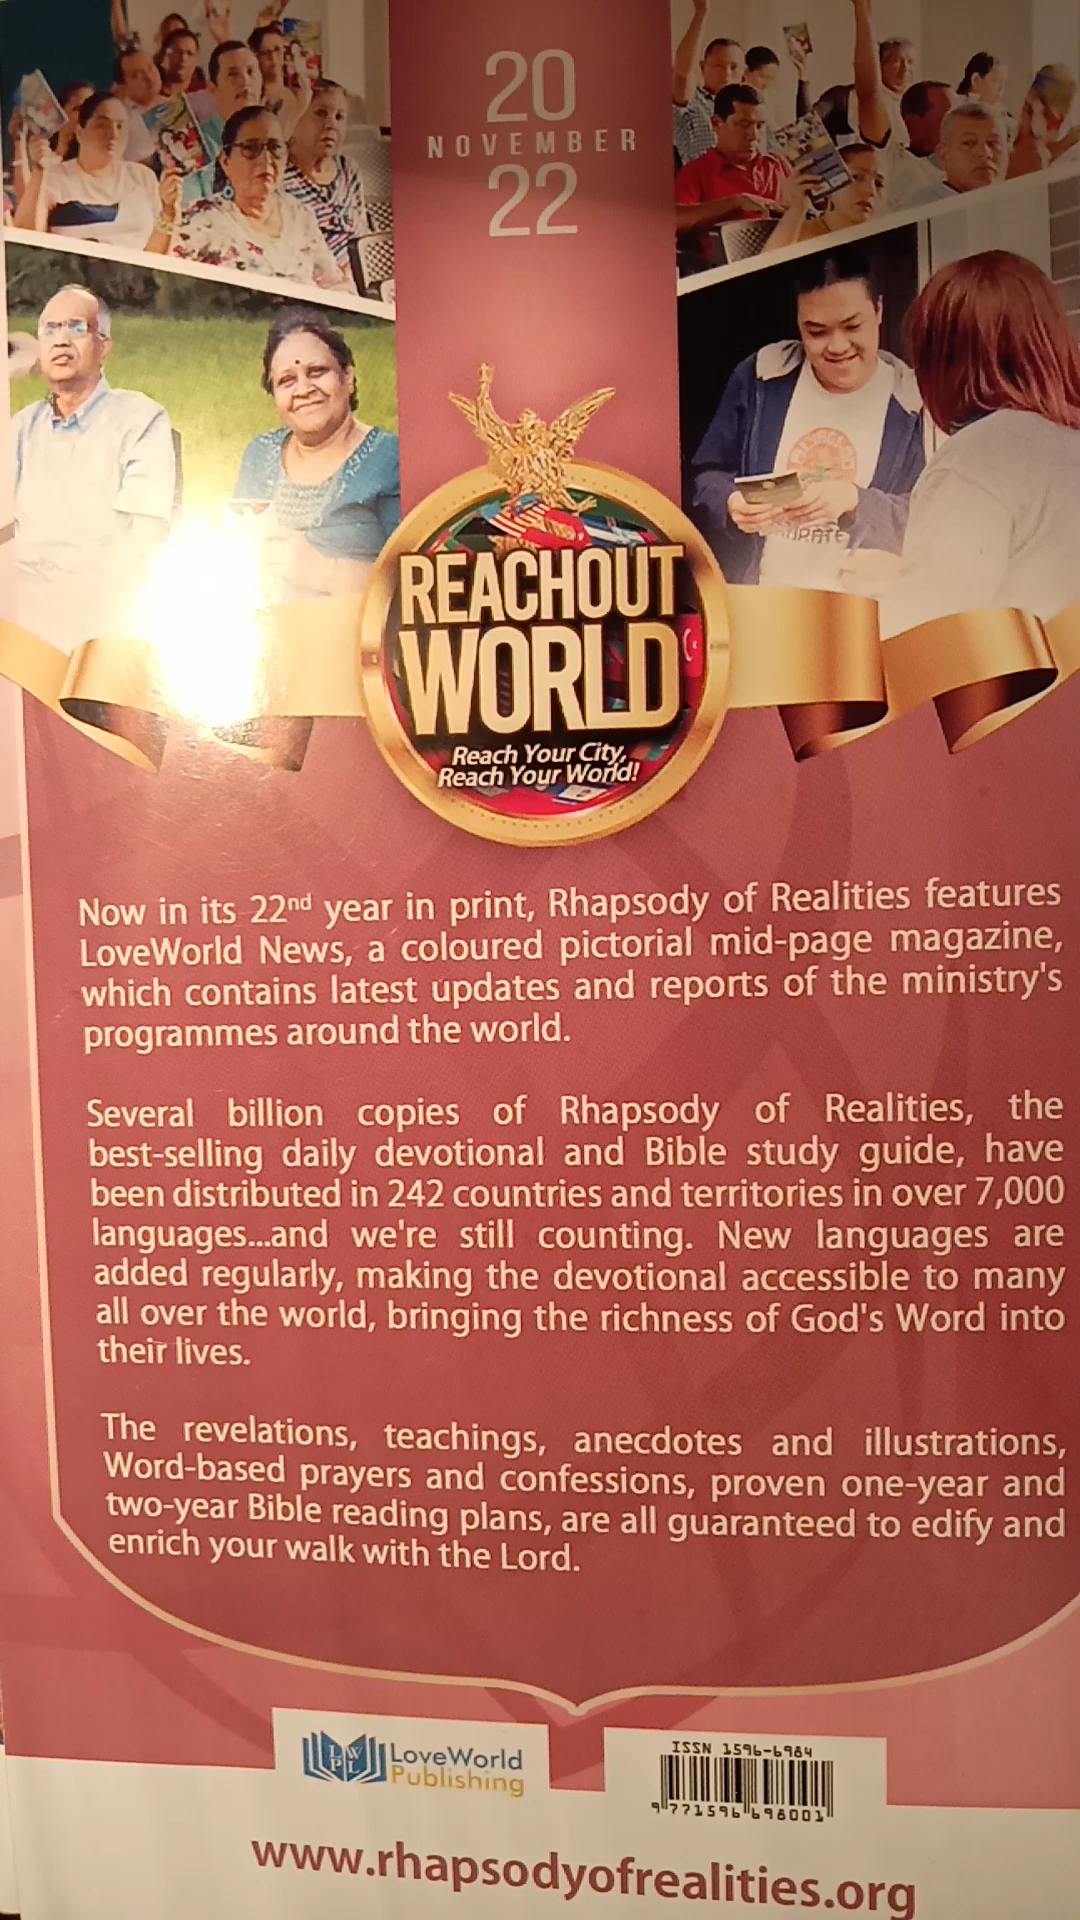 20
NOVEMBER
22
REACHOUT
WORLD
Reach Your City,
Reach Your World!
Now in its 22nd year in print, Rhapsody of Realities features
LoveWorld News, a coloured pictorial mid-page magazine,
which contains latest updates and reports of the ministry's
programmes around the world.
Several billion copies of Rhapsody of Realities, the
best-selling daily devotional and Bible study guide, have
been distributed in 242 countries and territories in over 7,000
languages...and we're still counting. New languages are
added regularly, making the devotional accessible to many
all over the world, bringing the richness of God's Word into
their lives.
The revelations, teachings, anecdotes and illustrations,
Word-based prayers and confessions, proven one-year and
two-year Bible reading plans, are all guaranteed to edify and
enrich your walk with the Lord.
LW
PL
LoveWorld
Publishing
ISSN 1596-6984
9 771596 698001
www.rhapsodyofrealities.org